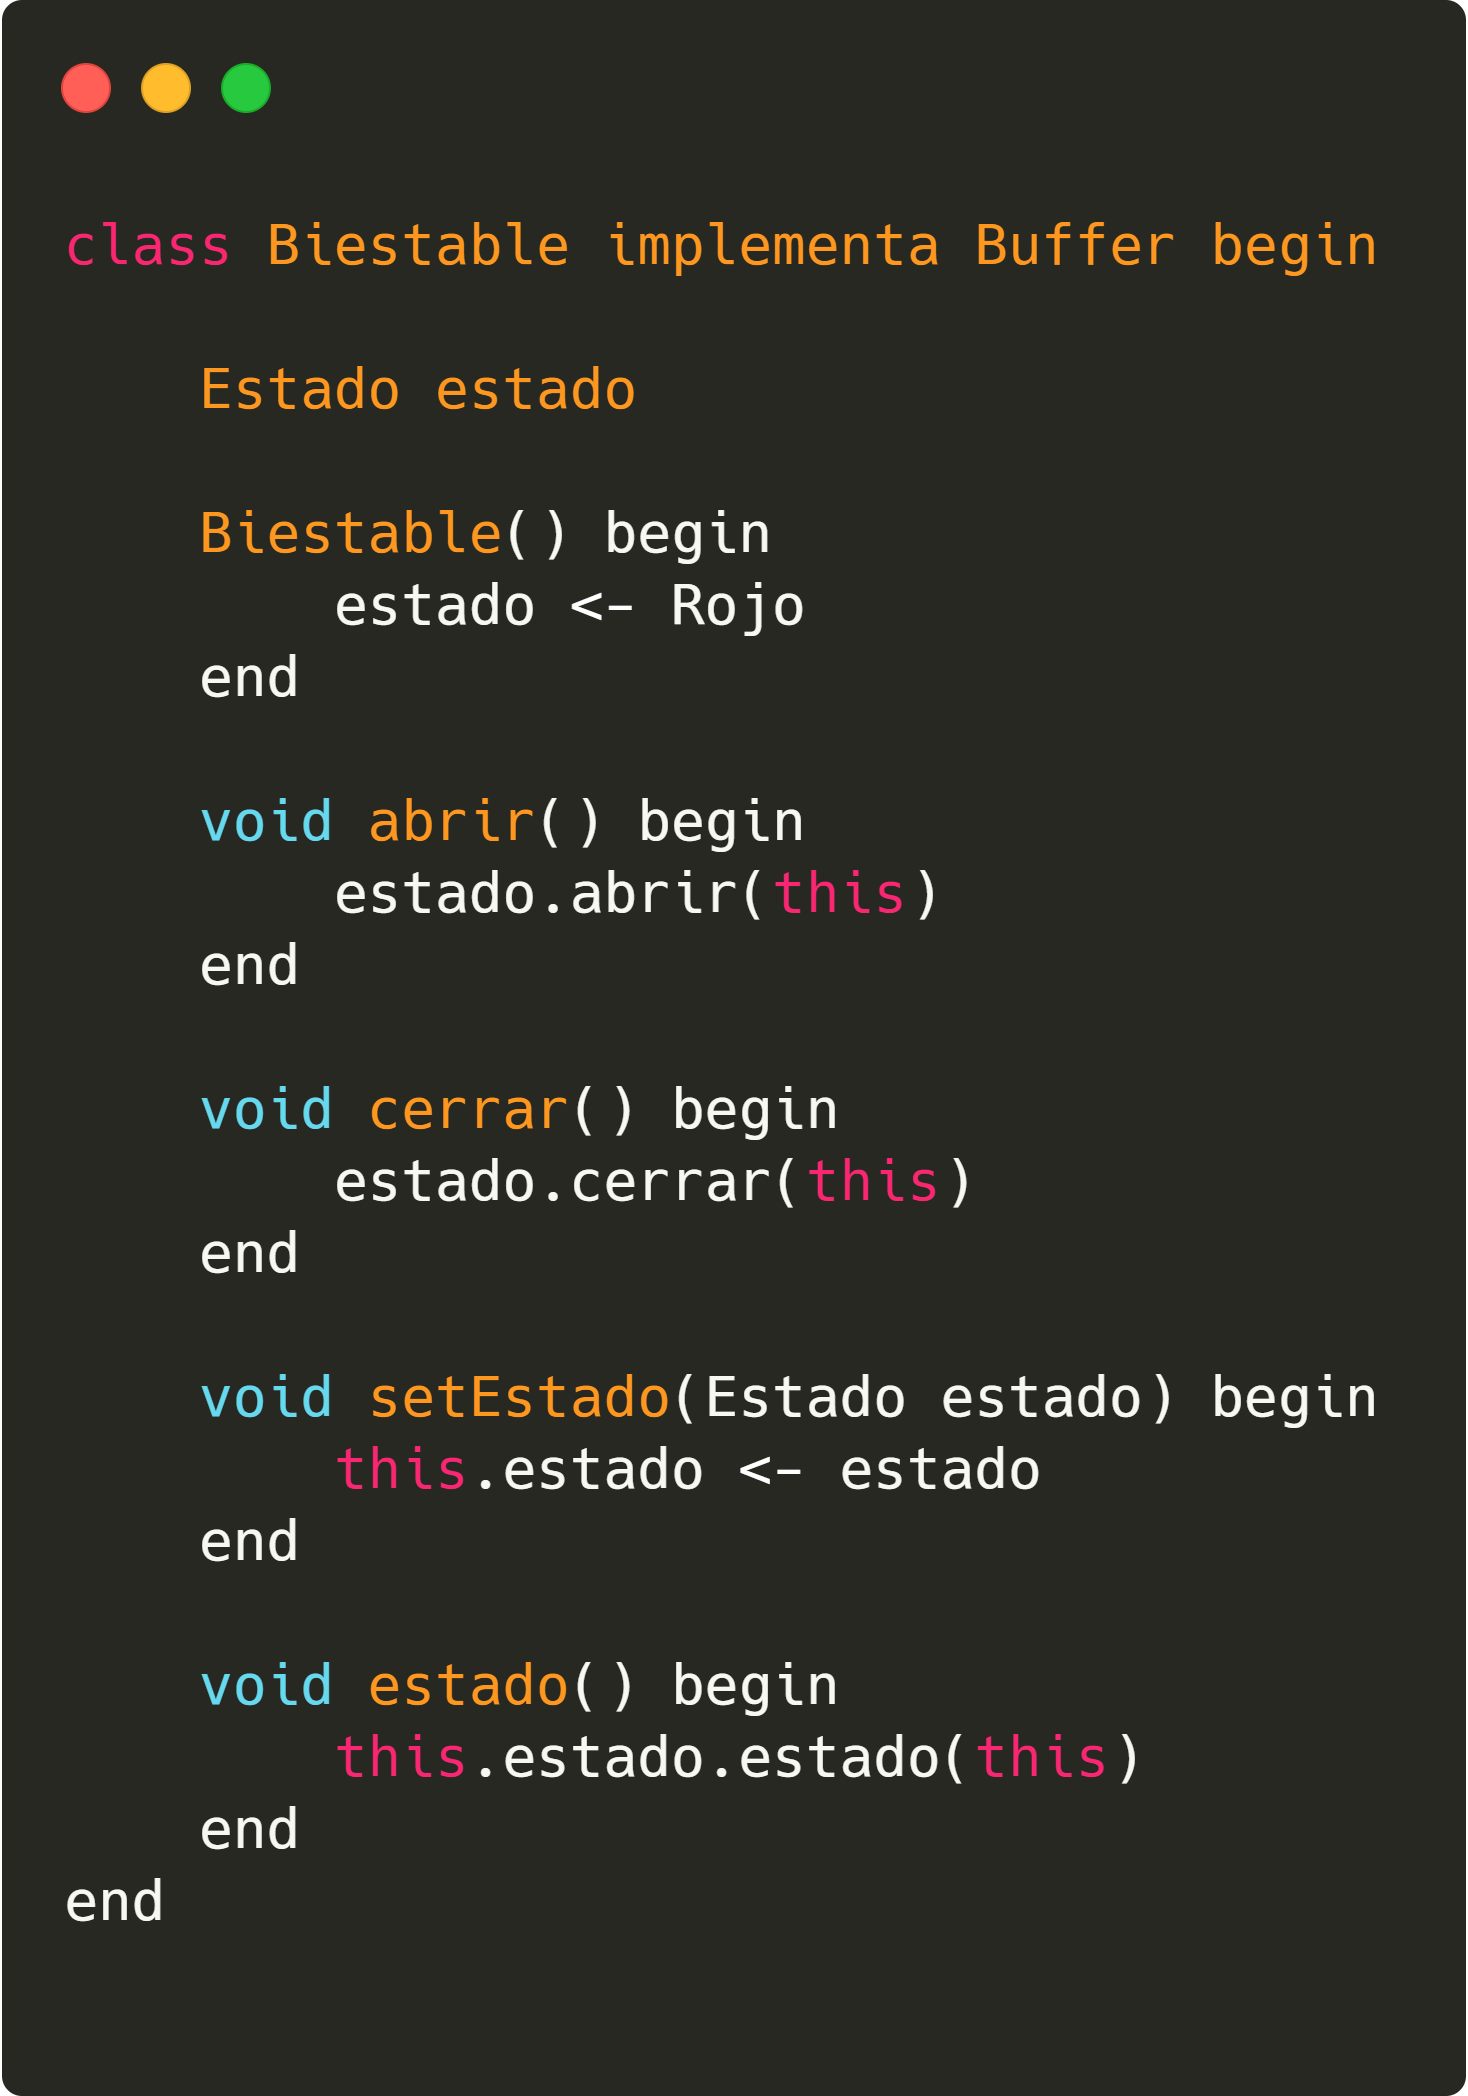 class Biestable implementa Buffer begin
    Estado estado
    Biestable() begin
        estado <- Rojo
    end
    void abrir() begin
        estado.abrir(this)
    end
    void cerrar() begin
        estado.cerrar(this)
    end
    void setEstado(Estado estado) begin
        this.estado <- estado
    end
    void estado() begin
        this.estado.estado(this)
    end
end